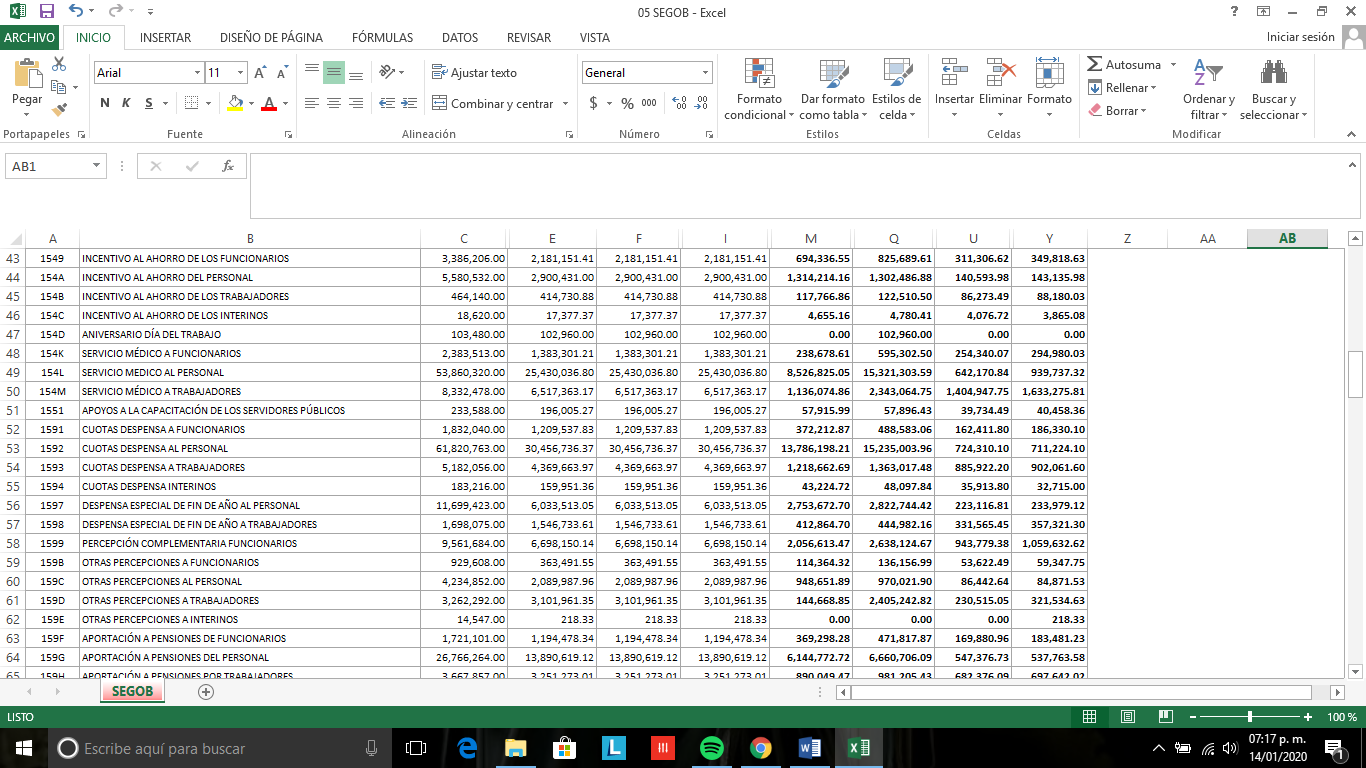 05 SEGOB - Excel
ARCHIVO INICIO INSERTAR DISEÑO DE PÁGINA FÓRMULAS DATOS REVISAR VISTA Iniciar sesión
Arial 11 Ajustar texto General Autosuma
Pegar N K S Combinar y centrar $ % 000 Formato condicional Dar formato como tabla Estilos de celda Insertar Eliminar Formato Rellenar Borrar Ordenar y filtrar Buscar y seleccionar
Portapapeles Fuente Alineación Número Estilos Celdas Modificar
AB1 fx
A B C E F I M Q U Y Z AA AB
43 1549 INCENTIVO AL AHORRO DE LOS FUNCIONARIOS 3,386,206.00 2,181,151.41 2,181,151.41 2,181,151.41 694,336.55 825,689.61 311,306.62 349,818.63
44 154A INCENTIVO AL AHORRO DEL PERSONAL 5,580,532.00 2,900,431.00 2,900,431.00 2,900,431.00 1,314,214.16 1,302,486.88 140,593.98 143,135.98
45 154B INCENTIVO AL AHORRO DE LOS TRABAJADORES 464,140.00 414,730.88 414,730.88 414,730.88 117,766.86 122,510.50 86,273.49 88,180.03
46 154C INCENTIVO AL AHORRO DE LOS INTERINOS 18,620.00 17,377.37 17,377.37 17,377.37 4,655.16 4,780.41 4,076.72 3,865.08
47 154D ANIVERSARIO DÍA DEL TRABAJO 103,480.00 102,960.00 102,960.00 102,960.00 0.00 102,960.00 0.00 0.00
48 154K SERVICIO MÉDICO A FUNCIONARIOS 2,383,513.00 1,383,301.21 1,383,301.21 1,383,301.21 238,678.61 595,302.50 254,340.07 294,980.03
49 154L SERVICIO MEDICO AL PERSONAL 53,860,320.00 25,430,036.80 25,430,036.80 25,430,036.80 8,526,825.05 15,321,303.59 642,170.84 939,737.32
50 154M SERVICIO MÉDICO A TRABAJADORES 8,332,478.00 6,517,363.17 6,517,363.17 6,517,363.17 1,136,074.86 2,343,064.75 1,404,947.75 1,633,275.81
51 1551 APOYOS A LA CAPACITACIÓN DE LOS SERVIDORES PÚBLICOS 233,588.00 196,005.27 196,005.27 196,005.27 57,915.99 57,896.43 39,734.49 40,458.36
52 1591 CUOTAS DESPENSA A FUNCIONARIOS 1,832,040.00 1,209,537.83 1,209,537.83 1,209,537.83 372,212.87 488,583.06 162,411.80 186,330.10
53 1592 CUOTAS DESPENSA AL PERSONAL 61,820,763.00 30,456,736.37 30,456,736.37 30,456,736.37 13,786,198.21 15,235,003.96 724,310.10 711,224.10
54 1593 CUOTAS DESPENSA A TRABAJADORES 5,182,056.00 4,369,663.97 4,369,663.97 4,369,663.97 1,218,662.69 1,363,017.48 885,922.20 902,061.60
55 1594 CUOTAS DESPENSA INTERINOS 183,216.00 159,951.36 159,951.36 159,951.36 43,224.72 48,097.84 35,913.80 32,715.00
56 1597 DESPENSA ESPECIAL DE FIN DE AÑO AL PERSONAL 11,699,423.00 6,033,513.05 6,033,513.05 6,033,513.05 2,753,672.70 2,822,744.42 223,116.81 233,979.12
57 1598 DESPENSA ESPECIAL DE FIN DE AÑO A TRABAJADORES 1,698,075.00 1,546,733.61 1,546,733.61 1,546,733.61 412,864.70 444,982.16 331,565.45 357,321.30
58 1599 PERCEPCIÓN COMPLEMENTARIA FUNCIONARIOS 9,561,684.00 6,698,150.14 6,698,150.14 6,698,150.14 2,056,613.47 2,638,124.67 943,779.38 1,059,632.62
59 159B OTRAS PERCEPCIONES A FUNCIONARIOS 929,608.00 363,491.55 363,491.55 363,491.55 114,364.32 136,156.99 53,622.49 59,347.75
60 159C OTRAS PERCEPCIONES AL PERSONAL 4,234,852.00 2,089,987.96 2,089,987.96 2,089,987.96 948,651.89 970,021.90 86,442.64 84,871.53
61 159D OTRAS PERCEPCIONES A TRABAJADORES 3,262,292.00 3,101,961.35 3,101,961.35 3,101,961.35 144,668.85 2,405,242.82 230,515.05 321,534.63
62 159E OTRAS PERCEPCIONES A INTERINOS 14,547.00 218.33 218.33 218.33 0.00 0.00 0.00 218.33
63 159F APORTACIÓN A PENSIONES DE FUNCIONARIOS 1,721,101.00 1,194,478.34 1,194,478.34 1,194,478.34 369,298.28 471,817.87 169,880.96 183,481.23
64 159G APORTACIÓN A PENSIONES DEL PERSONAL 26,766,264.00 13,890,619.12 13,890,619.12 13,890,619.12 6,144,772.72 6,660,706.09 547,376.73 537,763.58
65 159H APORTACIÓN A PENSIONES POR TRABAJADORES 3,667,857.00 3,251,273.01 3,251,273.01 3,251,273.01 890,049.47 981,205.43 682,376.09 697,642.02
SEGOB
LISTO 100 %
Escribe aquí para buscar 07:17 p. m.
14/01/2020